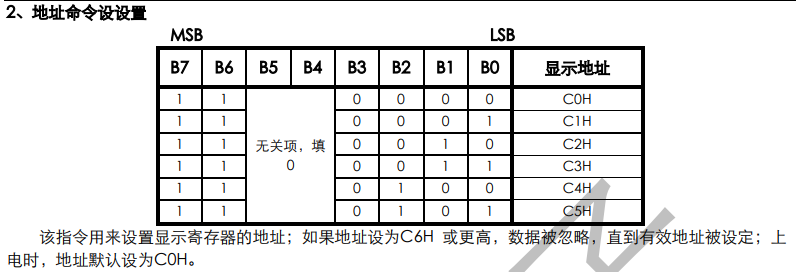 2、地址命令设设置
MSB LSB
B7 B6 B5 B4 B3 B2 B1 B0 显示地址
1 1 0 0 0 0 C0H
1 1 0 0 0 1 C1H
1 1 无关项，填 0 0 1 0 C2H
1 1 0 0 0 1 1 C3H
1 1 0 1 0 0 C4H
1 1 0 1 0 1 C5H
该指令用来设置显示寄存器的地址；如果地址设为C6H 或更高，数据被忽略，直到有效地址被设定；上
电时，地址默认设为C0H。